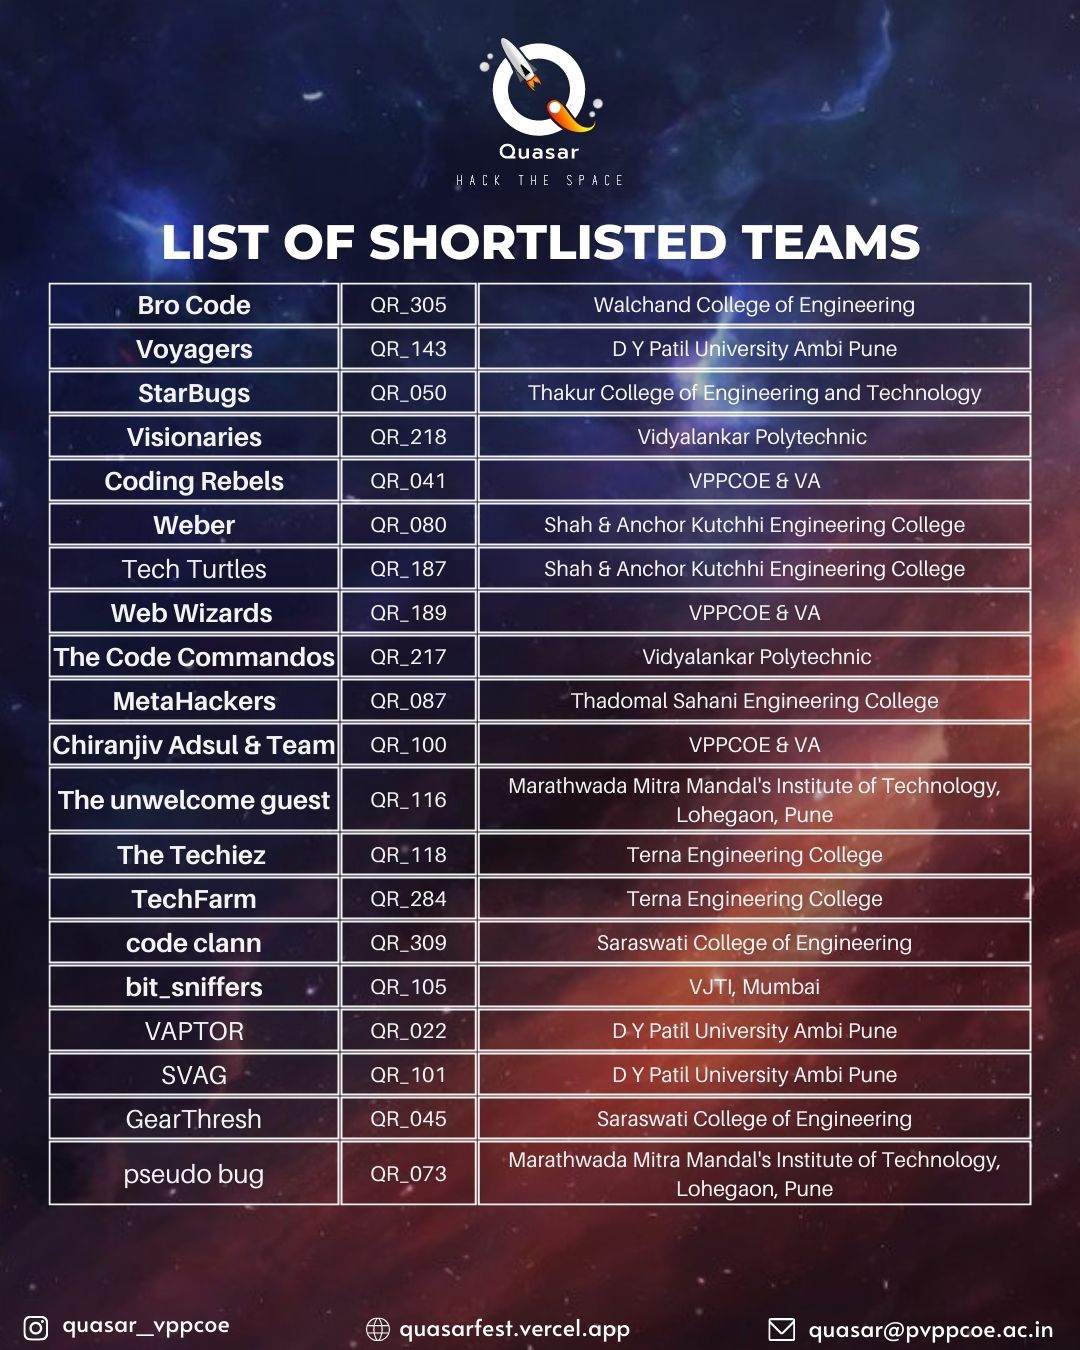 Quasar
HACK THE SPACE
LIST OF SHORTLISTED TEAMS
Bro Code QR_305 Walchand College of Engineering
Voyagers QR_143 D Y Patil University Ambi Pune
StarBugs QR_050 Thakur College of Engineering and Technology
Visionaries QR_218 Vidyalankar Polytechnic
Coding Rebels QR_041 VPPCOE & VA
Weber QR_080 Shah & Anchor Kutchhi Engineering College
Tech Turtles QR_187 Shah & Anchor Kutchhi Engineering College
Web Wizards QR_189 VPPCOE & VA
The Code Commandos QR_217 Vidyalankar Polytechnic
MetaHackers QR_087 Thadomal Sahani Engineering College
Chiranjiv Adsul & Team QR_100 VPPCOE & VA
The unwelcome guest QR_116 Marathwada Mitra Mandal's Institute of Technology,
Lohegaon, Pune
The Techiez QR_118 Terna Engineering College
TechFarm QR_284 Terna Engineering College
code clann QR_309 Saraswati College of Engineering
bit_sniffers QR_105 VJTI, Mumbai
VAPTOR QR_022 D Y Patil University Ambi Pune
SVAG QR_101 D Y Patil University Ambi Pune
GearThresh QR_045 Saraswati College of Engineering
pseudo bug QR_073 Marathwada Mitra Mandal's Institute of Technology,
Lohegaon, Pune
quasar_vppcoe quasarfest.vercel.app quasar@pvppcoe.ac.in